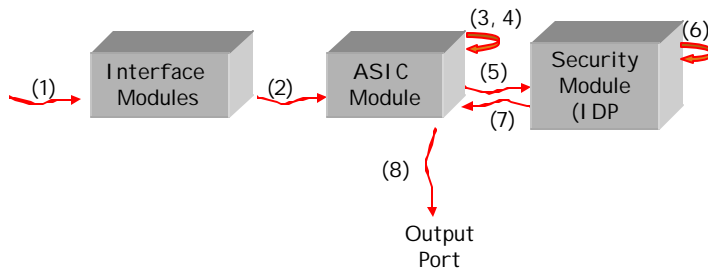 (1)
Interface
Modules
(2)
(3, 4)
ASIC
Module
(5)
(7)
(6)
Security
Module
(IDP
(8)
Output
Port